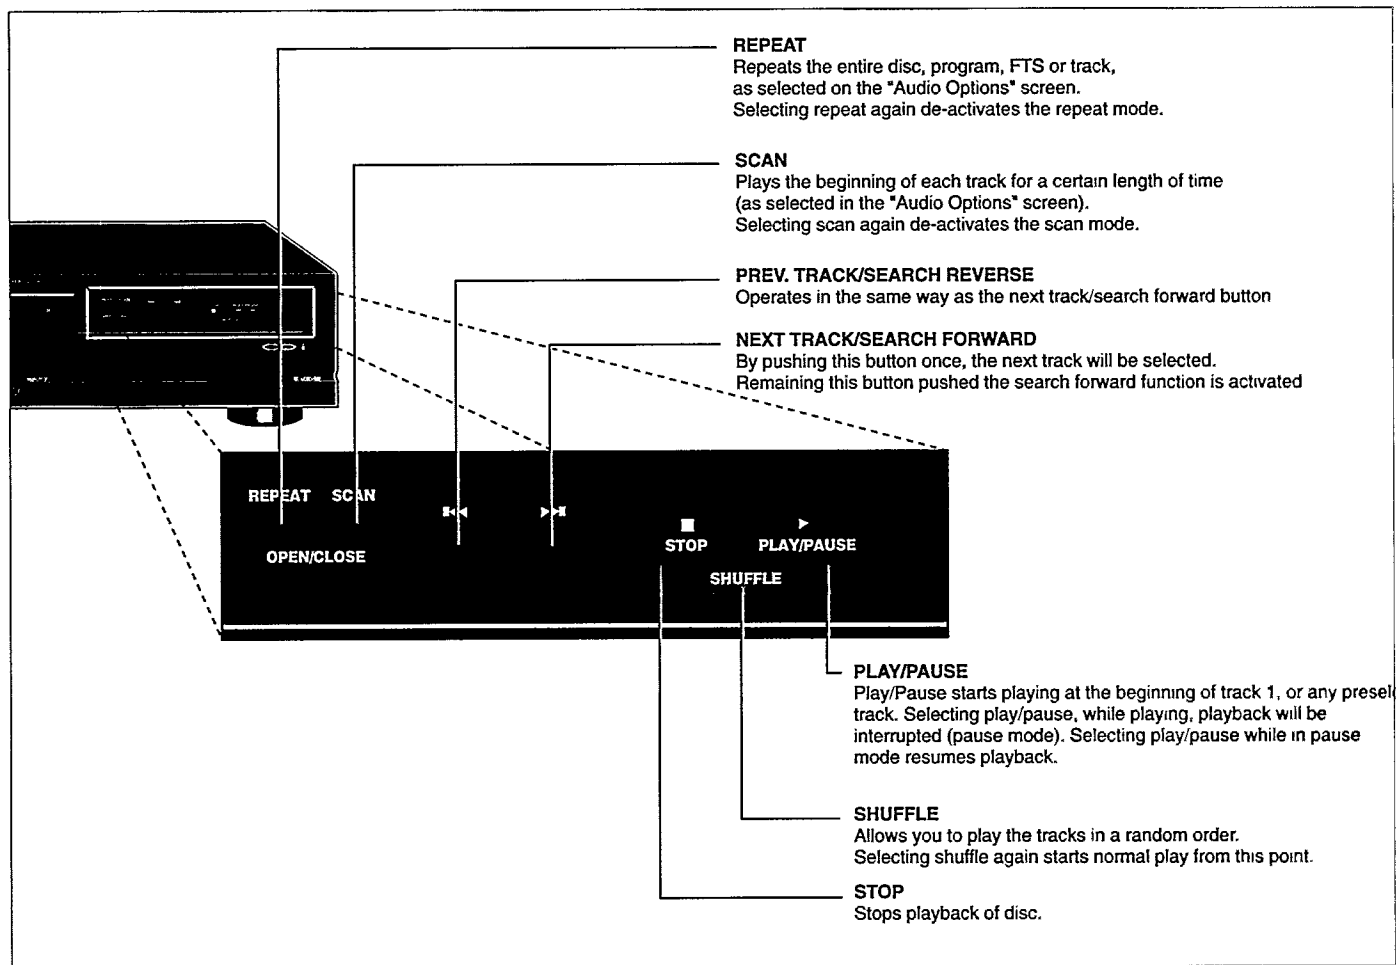 REPEAT
Repeats the entire disc, program, FTS or track,
as selected on the "Audio Options" screen.
Selecting repeat again de-activates the repeat mode.
SCAN
Plays the beginning of each track for a certain length of time
(as selected in the "Audio Options" screen).
Selecting scan again de-activates the scan mode.
PREV. TRACK/SEARCH REVERSE
Operates in the same way as the next track/search forward button
NEXT TRACK/SEARCH FORWARD
By pushing this button once, the next track will be selected.
Remaining this button pushed the search forward function is activated
REPEAT SCAN
OPEN/CLOSE
STOP PLAY/PAUSE
SHUFFLE
PLAY/PAUSE
Play/Pause starts playing at the beginning of track 1, or any presel
track. Selecting play/pause, while playing, playback will be
interrupted (pause mode). Selecting play/pause while in pause
mode resumes playback.
SHUFFLE
Allows you to play the tracks in a random order.
Selecting shuffle again starts normal play from this point.
STOP
Stops playback of disc.